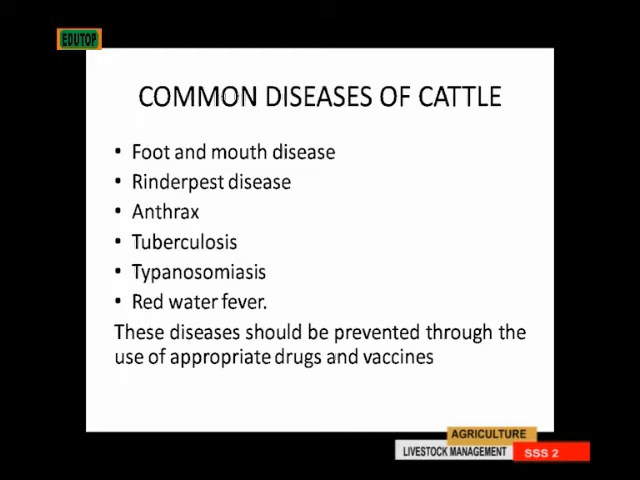 EDUTOP
COMMON DISEASES OF CATTLE
• Foot and mouth disease
• Rinderpest disease
• Anthrax
• Tuberculosis
• Typanosomiasis
• Red water fever.
These diseases should be prevented through the
use of appropriate drugs and vaccines
AGRICULTURE
LIVESTOCK MANAGEMENT SSS 2